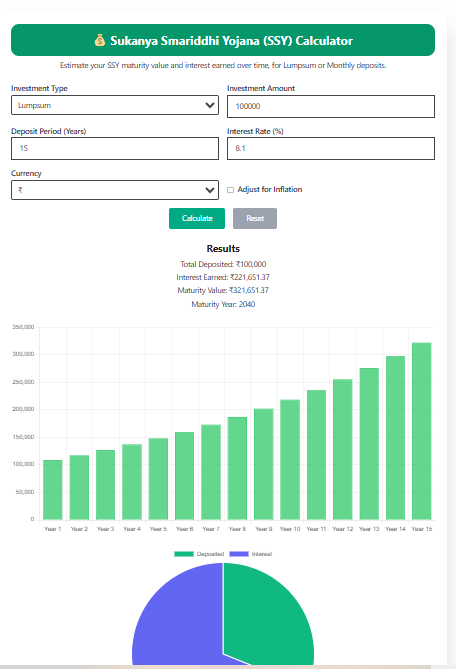 💰 Sukanya Smariddhi Yojana (SSY) Calculator
Estimate your SSY maturity value and interest earned over time, for Lumpsum or Monthly deposits.
Investment Type
Investment Amount
Lumpsum
100000
Deposit Period (Years)
Interest Rate (%)
15
8.1
Currency
₹
Adjust for Inflation
Calculate
Reset
Results
Total Deposited: ₹100,000
Interest Earned: ₹221,651.37
Maturity Value: ₹321,651.37
Maturity Year: 2040
350,000
300,000
250,000
200,000
150,000
100,000
50,000
0
Year 1 Year 2 Year 3 Year 4 Year 5 Year 6 Year 7 Year 8 Year 9 Year 10 Year 11 Year 12 Year 13 Year 14 Year 15
Deposited Interest